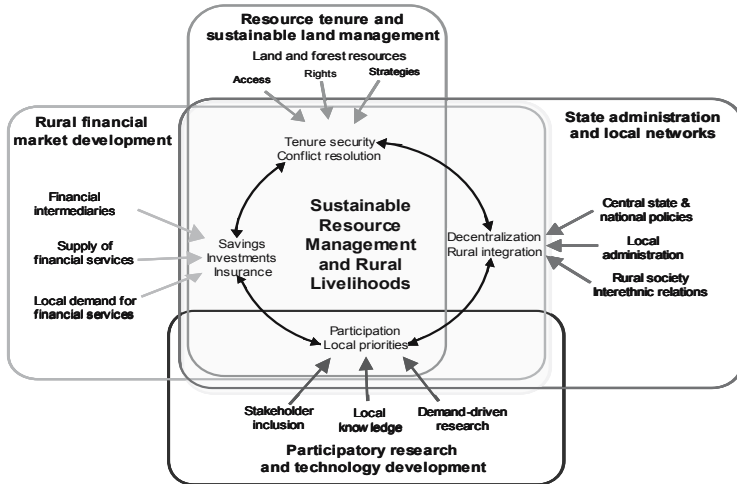 Resource tenure and
sustainable land management
Land and forest resources
Access
Rights
Strategies
Rural financial
market development
State administration
and local networks
Tenure security
Conflict resolution
Financial
intermediaries
Supply of
financial services
Local demand for
financial services
Savings
Investments
Insurance
Sustainable
Resource
Management
and Rural
Livelihoods
Decentralization
Rural integration
Central state &
national policies
Local
administration
Rural society
Interethnic relations
Participation
Local priorities
Stakeholder
inclusion
Local
know ledge
Demand-driven
research
Participatory research
and technology development